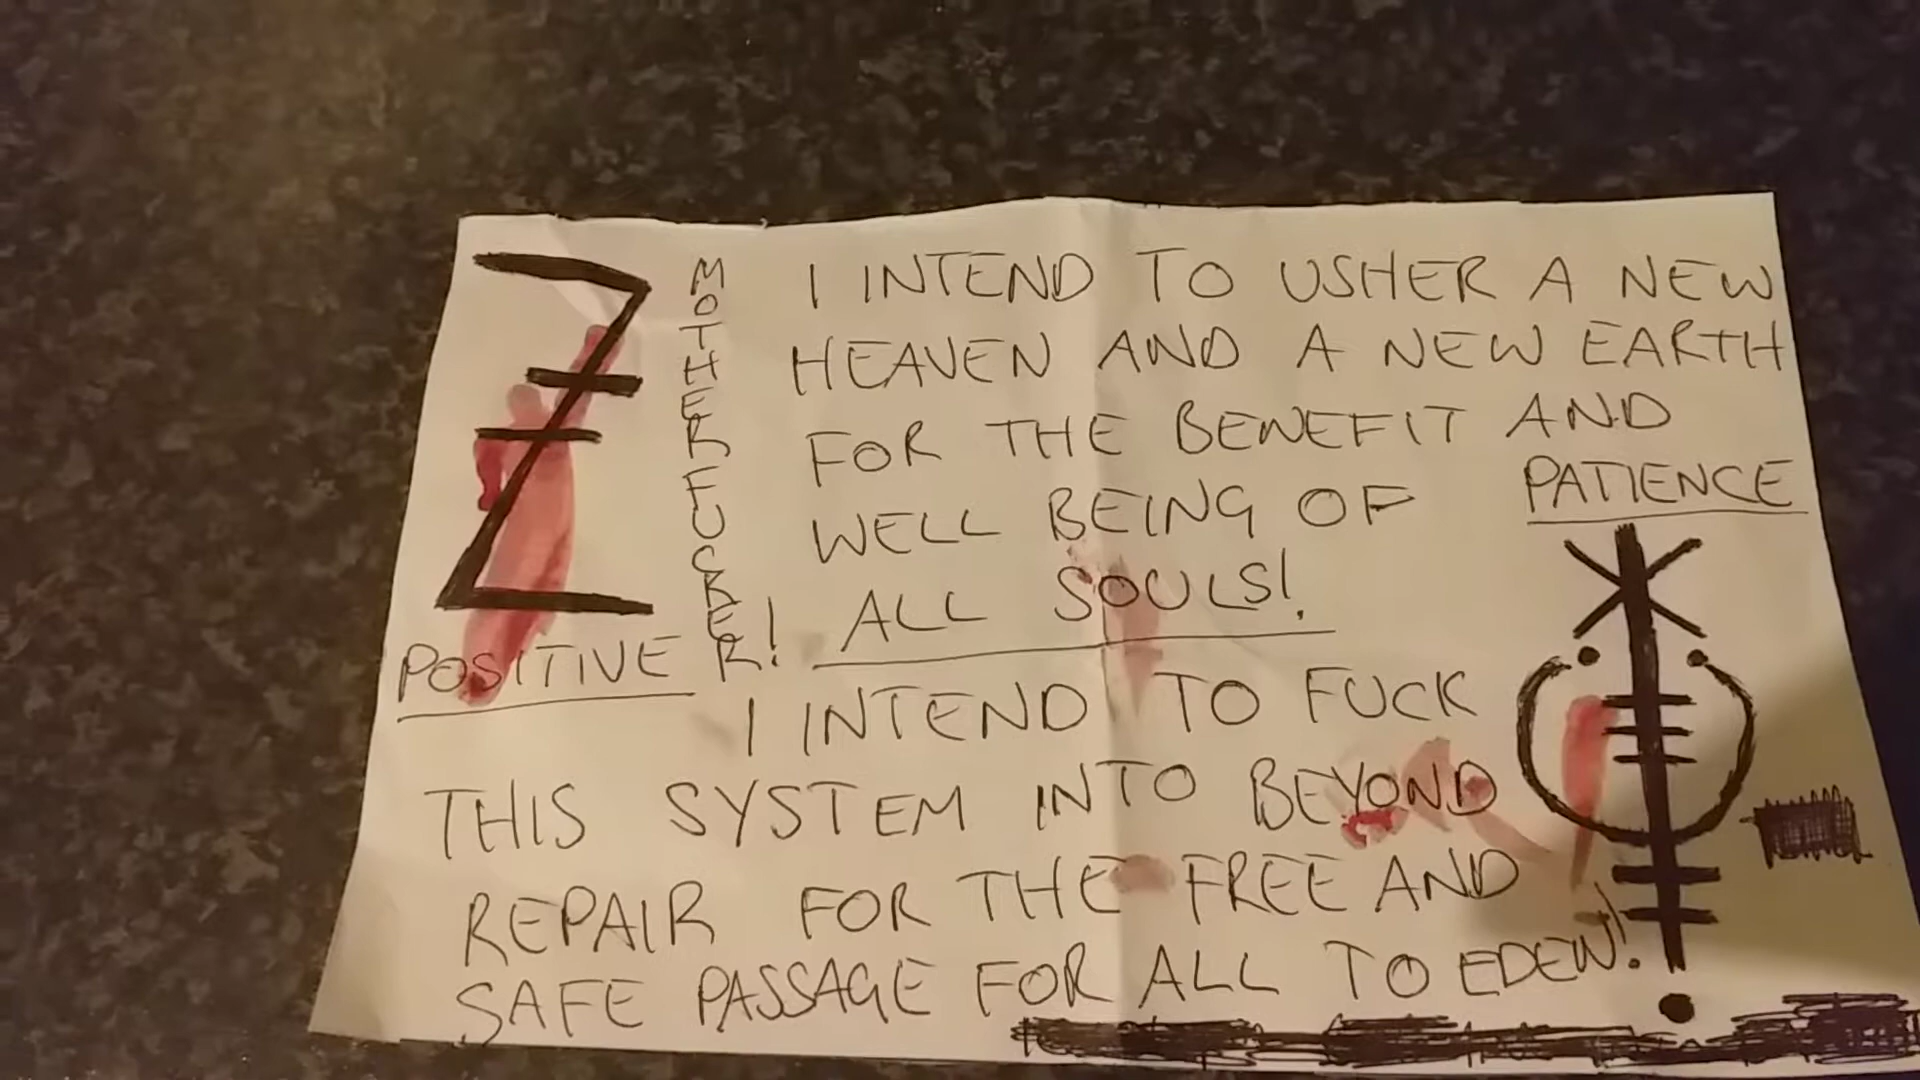 MOTHERFUCKER!
I INTEND TO USHER A NEW
HEAVEN AND A NEW EARTH
FOR THE BENEFIT AND
WELL BEING OF
ALL SOULS!
PATIENCE
POSITIVE
I INTEND TO FUCK
THIS SYSTEM INTO BEYOND
REPAIR FOR THE FREE AND
SAFE PASSAGE FOR ALL TO EDEN!